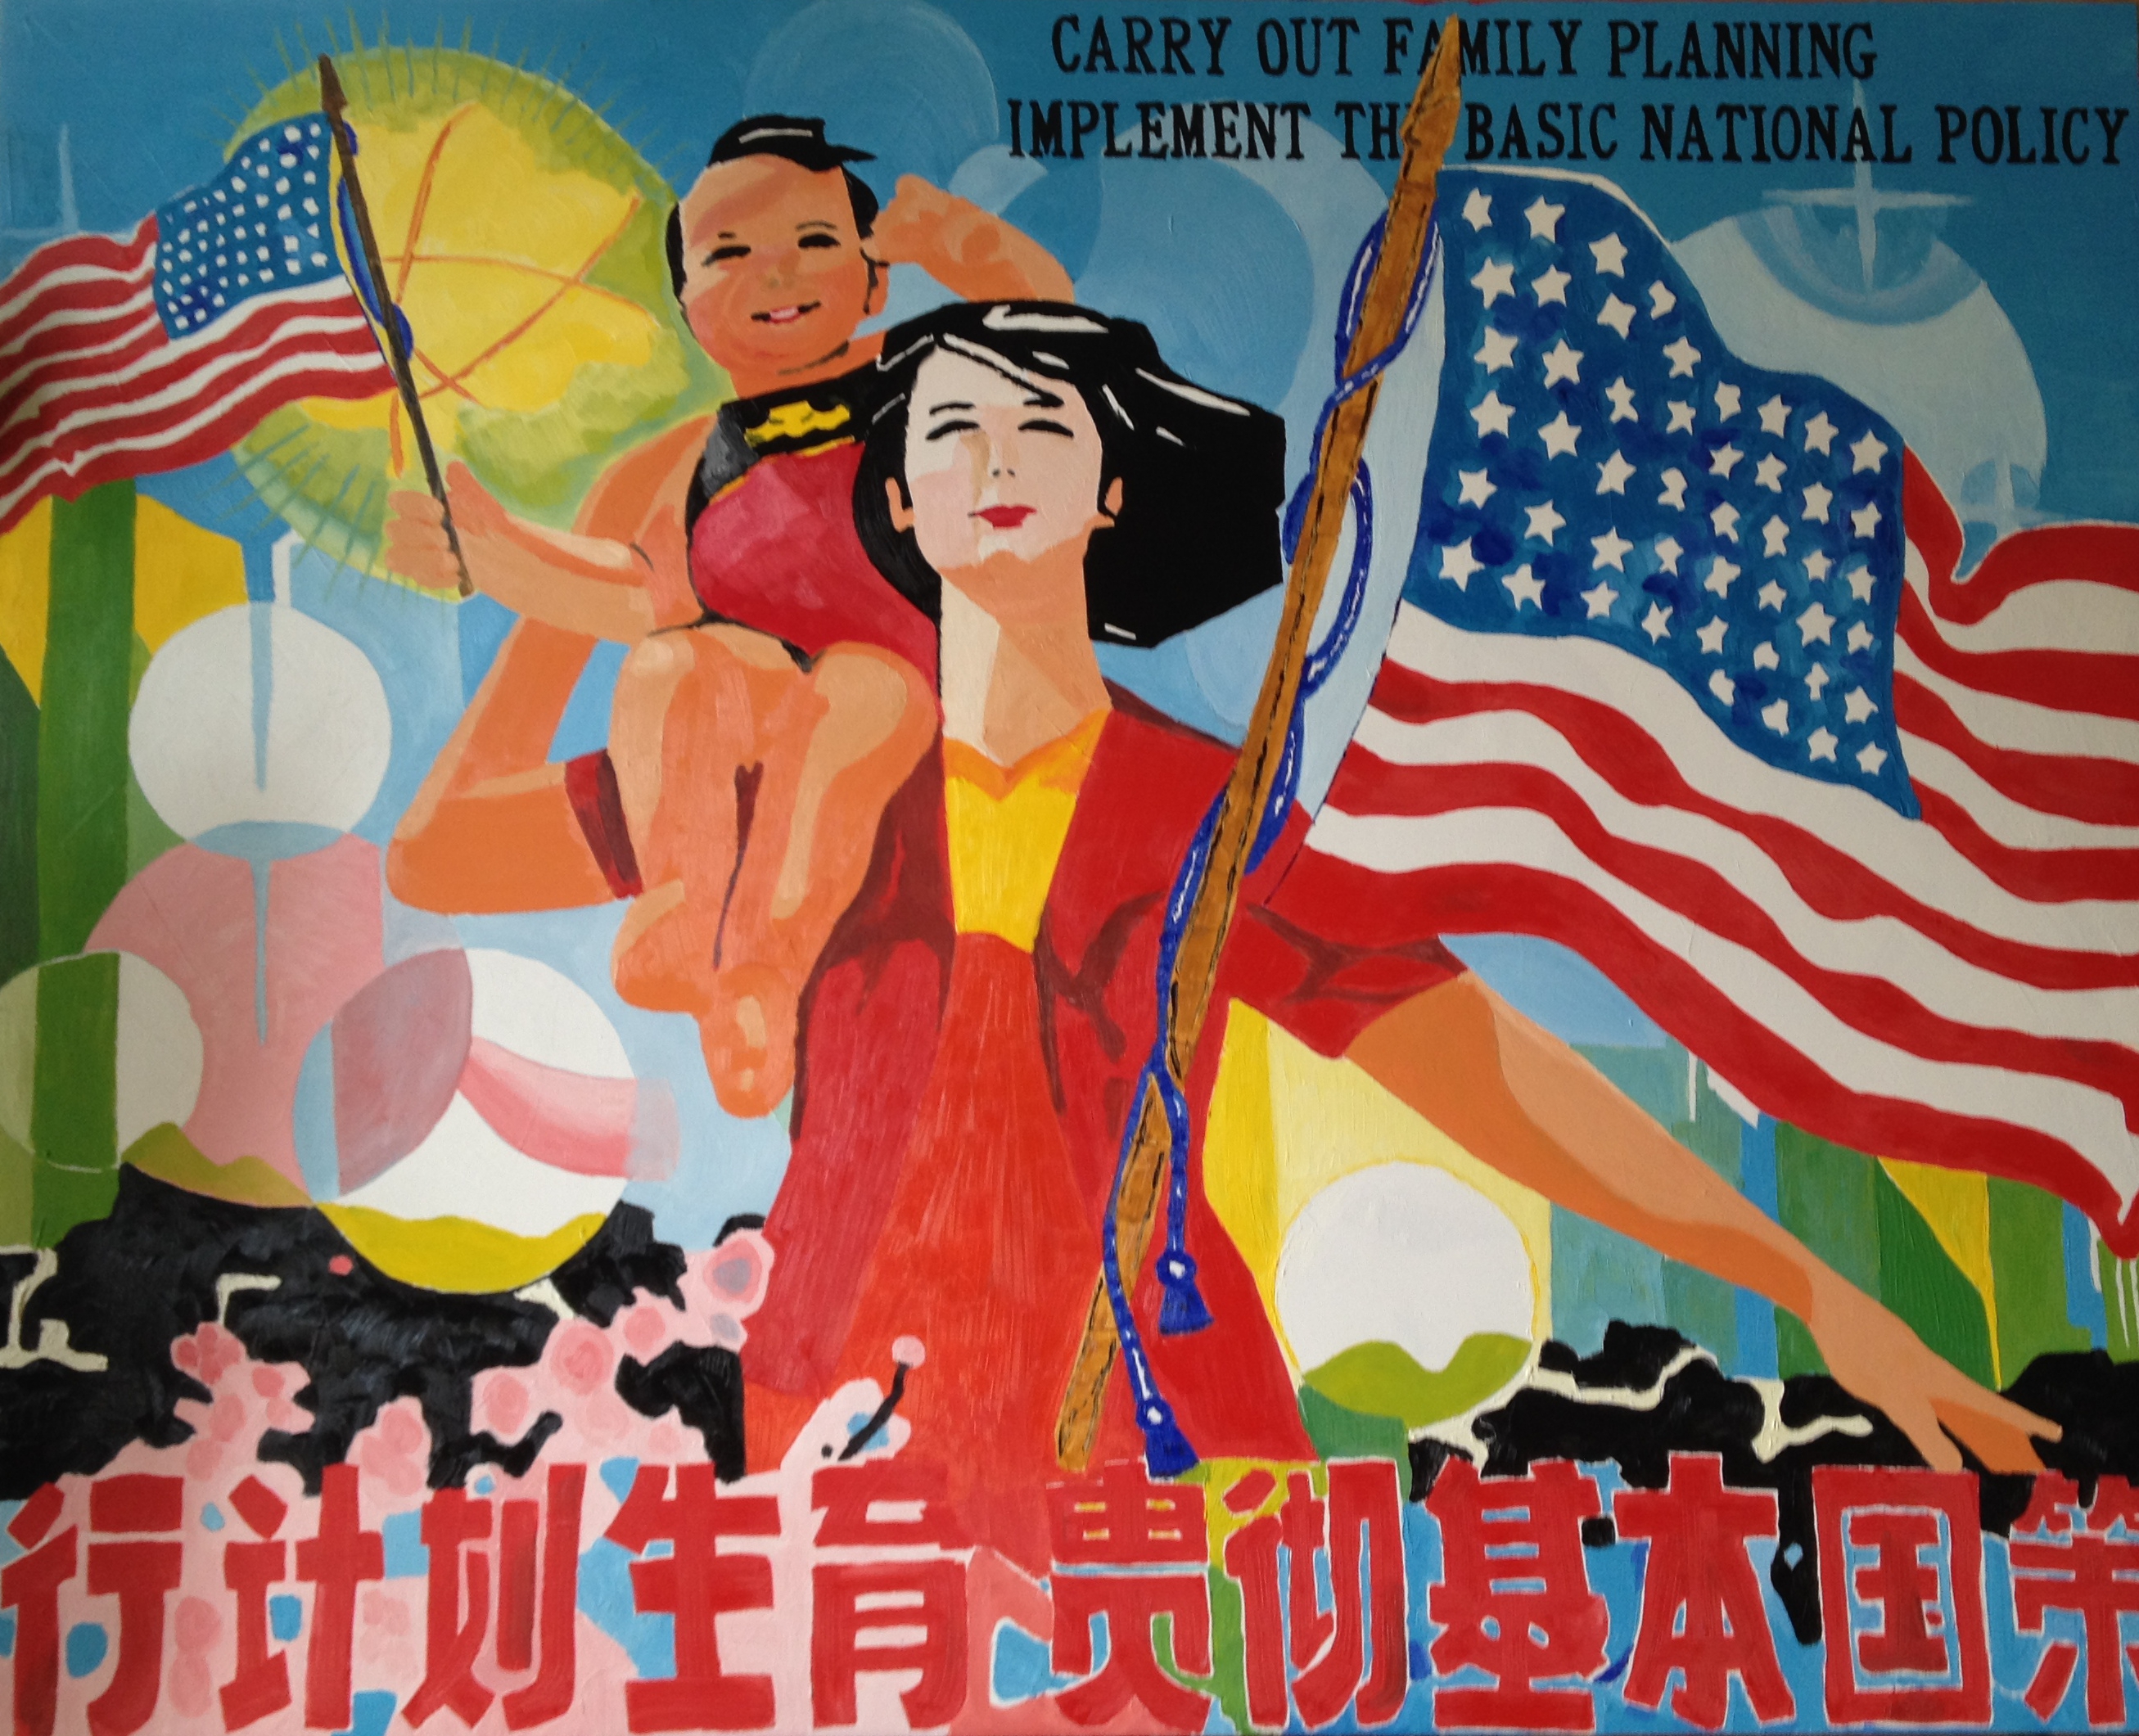 CARRY OUT FAMILY PLANNING
IMPLEMENT THE BASIC NATIONAL POLICY
行计划生育贯彻基本国策